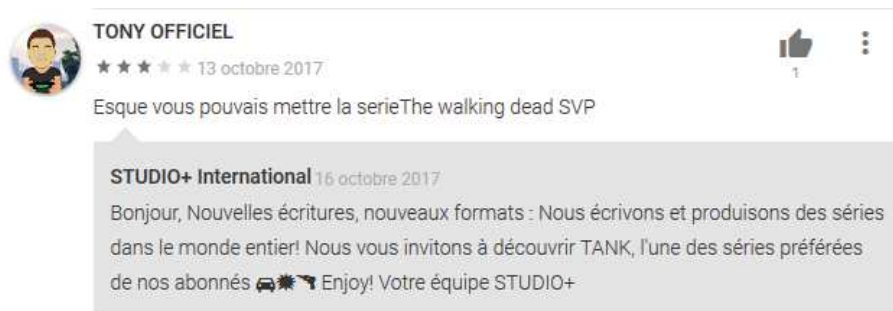 TONY OFFICIEL
★★★★★ 13 octobre 2017
1
Esque vous pouvais mettre la serieThe walking dead SVP
STUDIO+ International 16 octobre 2017
Bonjour, Nouvelles écritures, nouveaux formats : Nous écrivons et produisons des séries
dans le monde entier! Nous vous invitons à découvrir TANK, l'une des séries préférées
de nos abonnés 🚘✹🔫 Enjoy! Votre équipe STUDIO+